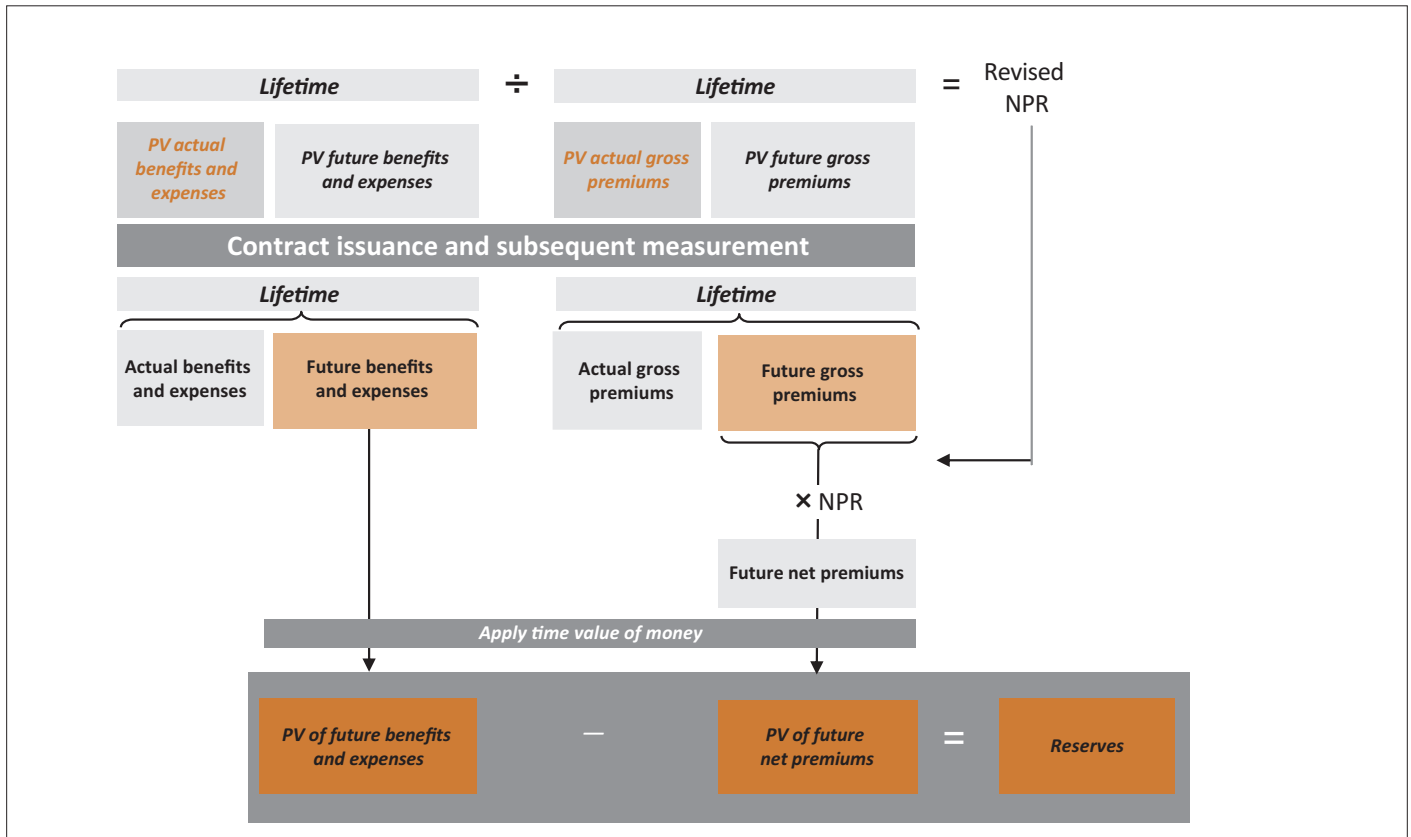 Lifetime
÷
Lifetime
=
Revised
NPR
PV actual
benefits and
expenses
PV future benefits
and expenses
PV actual gross
premiums
PV future gross
premiums
Contract issuance and subsequent measurement
Lifetime
Lifetime
Actual benefits
and expenses
Future benefits
and expenses
Actual gross
premiums
Future gross
premiums
× NPR
Future net premiums
Apply time value of money
PV of future benefits
and expenses
—
PV of future
net premiums
=
Reserves